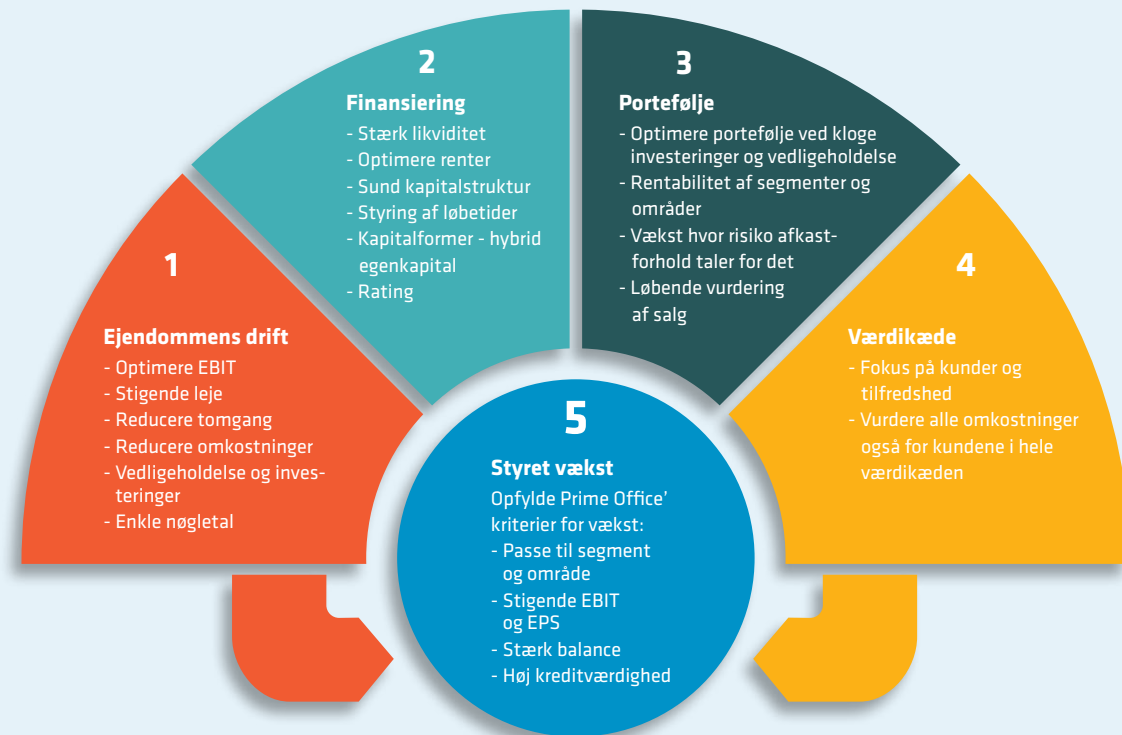 1
Ejendommens drift
- Optimere EBIT
- Stigende leje
- Reducere tomgang
- Reducere omkostninger
- Vedligeholdelse og inves-
teringer
- Enkle nøgletal
2
Finansiering
- Stærk likviditet
- Optimere renter
- Sund kapitalstruktur
- Styring af løbetider
- Kapitalformer - hybrid
egenkapital
- Rating
3
Portefølje
- Optimere portefølje ved kloge
investeringer og vedligeholdelse
- Rentabilitet af segmenter og
områder
- Vækst hvor risiko afkast-
forhold taler for det
- Løbende vurdering
af salg
4
Værdikæde
- Fokus på kunder og
tilfredshed
- Vurdere alle omkostninger
også for kundene i hele
værdikæden
5
Styret vækst
Opfylde Prime Office’
kriterier for vækst:
- Passe til segment
og område
- Stigende EBIT
og EPS
- Stærk balance
- Høj kreditværdighed